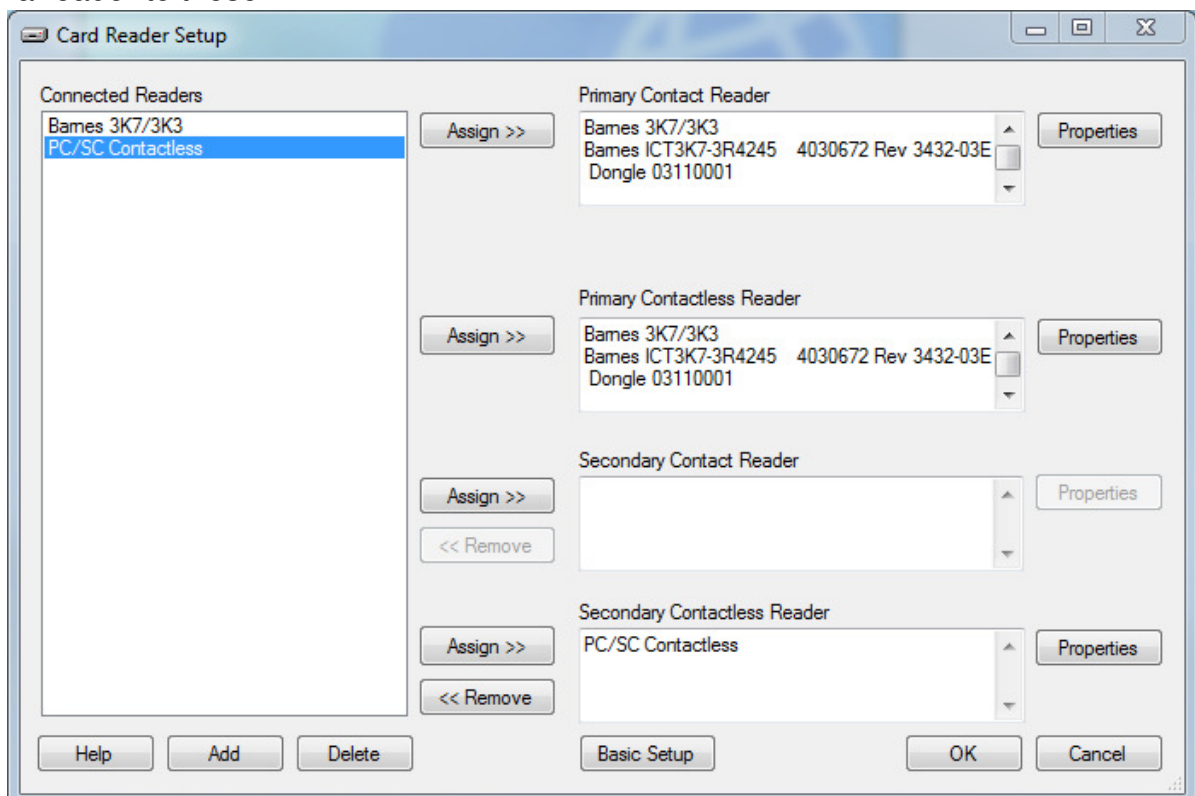 Card Reader Setup
Connected Readers
Barnes 3K7/3K3
PC/SC Contactless
Assign >>
Primary Contact Reader
Barnes 3K7/3K3
Barnes ICT3K7-3R4245 4030672 Rev 3432-03E
Dongle 03110001
Properties
Assign >>
Primary Contactless Reader
Barnes 3K7/3K3
Barnes ICT3K7-3R4245 4030672 Rev 3432-03E
Dongle 03110001
Properties
Assign >>
<< Remove
Secondary Contact Reader
Properties
Assign >>
<< Remove
Secondary Contactless Reader
PC/SC Contactless
Properties
Help
Add
Delete
Basic Setup
OK
Cancel